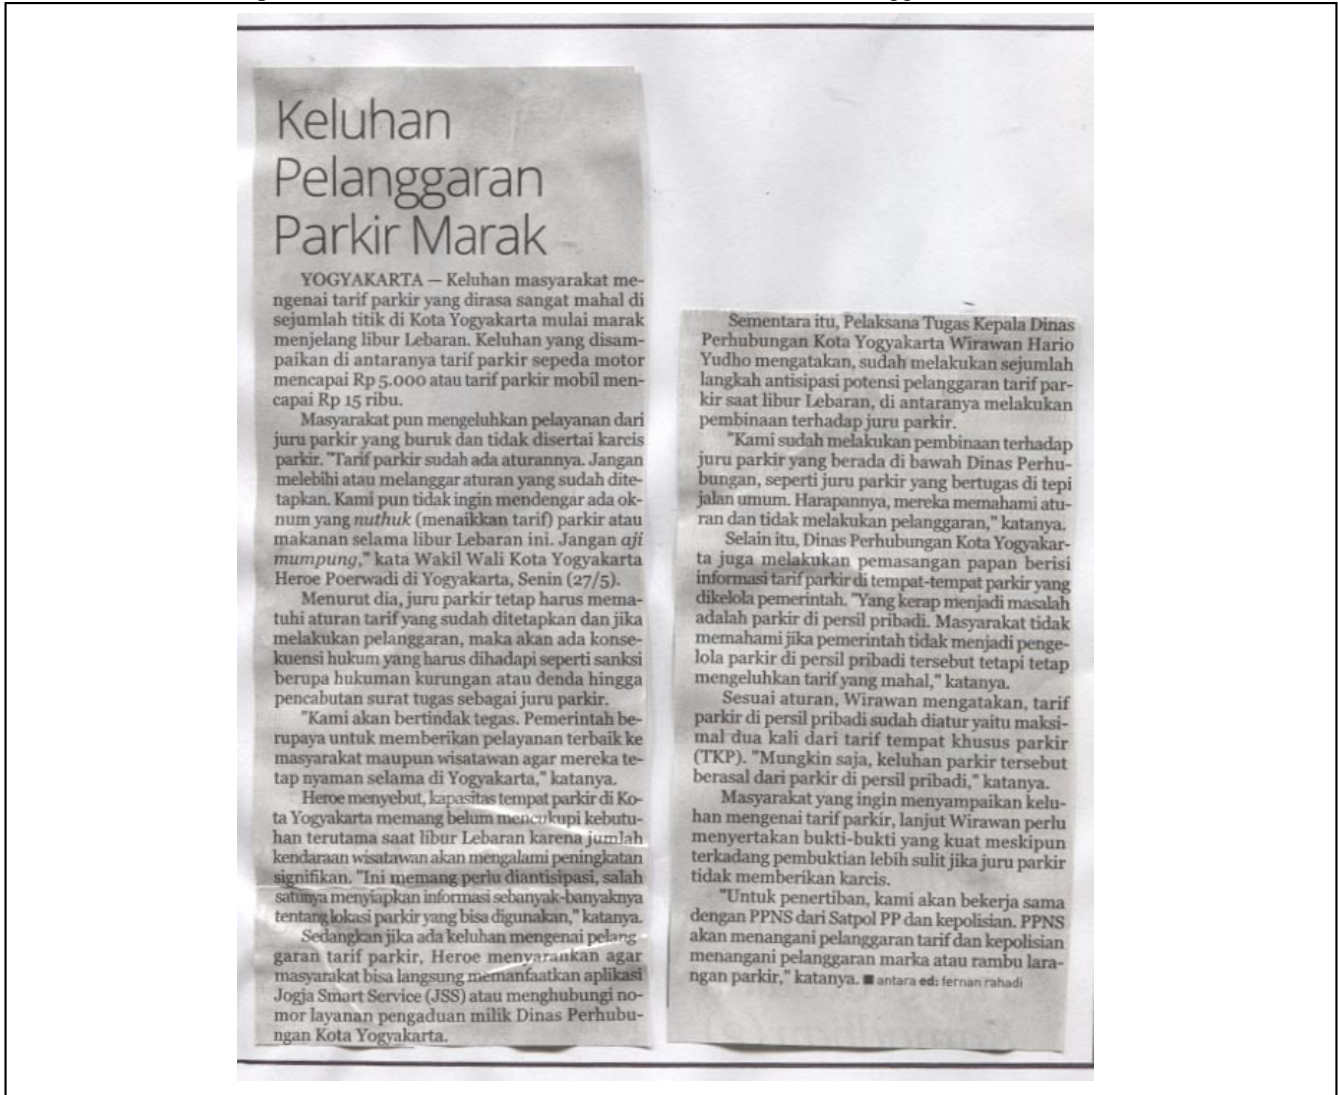 Keluhan
Pelanggaran
Parkir Marak
YOGYAKARTA — Keluhan masyarakat me-
ngenai tarif parkir yang dirasa sangat mahal di
sejumlah titik di Kota Yogyakarta mulai marak
menjelang libur Lebaran. Keluhan yang disam-
paikan di antaranya tarif parkir sepeda motor
mencapai Rp 5.000 atau tarif parkir mobil men-
capai Rp 15 ribu.
Masyarakat pun mengeluhkan pelayanan dari
juru parkir yang buruk dan tidak disertai karcis
parkir. "Tarif parkir sudah ada aturannya. Jangan
melebihi atau melanggar aturan yang sudah dite-
tapkan. Kami pun tidak ingin mendengar ada ok-
num yang nuthuk (menaikkan tarif) parkir atau
makanan selama libur Lebaran ini. Jangan aji
mumpung," kata Wakil Wali Kota Yogyakarta
Heroe Poerwadi di Yogyakarta, Senin (27/5).
Menurut dia, juru parkir tetap harus mema-
tuhi aturan tarif yang sudah ditetapkan dan jika
melakukan pelanggaran, maka akan ada konse-
kuensi hukum yang harus dihadapi seperti sanksi
berupa hukuman kurungan atau denda hingga
pencabutan surat tugas sebagai juru parkir.
"Kami akan bertindak tegas. Pemerintah be-
rupaya untuk memberikan pelayanan terbaik ke
masyarakat maupun wisatawan agar mereka te-
tap nyaman selama di Yogyakarta," katanya.
Heroe menyebut, kapasitas tempat parkir di Ko-
ta Yogyakarta memang belum mencukupi kebutu-
han terutama saat libur Lebaran karena jumlah
kendaraan wisatawan akan mengalami peningkatan
signifikan. "Ini memang perlu diantisipasi, salah
satunya menyiapkan informasi sebanyak-banyaknya
tentang lokasi parkir yang bisa digunakan," katanya.
Sedangkan jika ada keluhan mengenai pelang-
garan tarif parkir, Heroe menyarankan agar
masyarakat bisa langsung memanfaatkan aplikasi
Jogja Smart Service (JSS) atau menghubungi no-
mor layanan pengaduan milik Dinas Perhubu-
ngan Kota Yogyakarta.
Sementara itu, Pelaksana Tugas Kepala Dinas
Perhubungan Kota Yogyakarta Wirawan Hario
Yudho mengatakan, sudah melakukan sejumlah
langkah antisipasi potensi pelanggaran tarif par-
kir saat libur Lebaran, di antaranya melakukan
pembinaan terhadap juru parkir.
"Kami sudah melakukan pembinaan terhadap
juru parkir yang berada di bawah Dinas Perhu-
bungan, seperti juru parkir yang bertugas di tepi
jalan umum. Harapannya, mereka memahami atu-
ran dan tidak melakukan pelanggaran," katanya.
Selain itu, Dinas Perhubungan Kota Yogyakar-
ta juga melakukan pemasangan papan berisi
informasi tarif parkir di tempat-tempat parkir yang
dikelola pemerintah. "Yang kerap menjadi masalah
adalah parkir di persil pribadi. Masyarakat tidak
memahami jika pemerintah tidak menjadi penge-
lola parkir di persil pribadi tersebut tetapi tetap
mengeluhkan tarif yang mahal," katanya.
Sesuai aturan, Wirawan mengatakan, tarif
parkir di persil pribadi sudah diatur yaitu maksi-
mal dua kali dari tarif tempat khusus parkir
(TKP). "Mungkin saja, keluhan parkir tersebut
berasal dari parkir di persil pribadi," katanya.
Masyarakat yang ingin menyampaikan kelu-
han mengenai tarif parkir, lanjut Wirawan perlu
menyertakan bukti-bukti yang kuat meskipun
terkadang pembuktian lebih sulit jika juru parkir
tidak memberikan karcis.
"Untuk penertiban, kami akan bekerja sama
dengan PPNS dari Satpol PP dan kepolisian. PPNS
akan menangani pelanggaran tarif dan kepolisian
menangani pelanggaran marka atau rambu lara-
ngan parkir," katanya. ■ antara ed: fernan rahadi